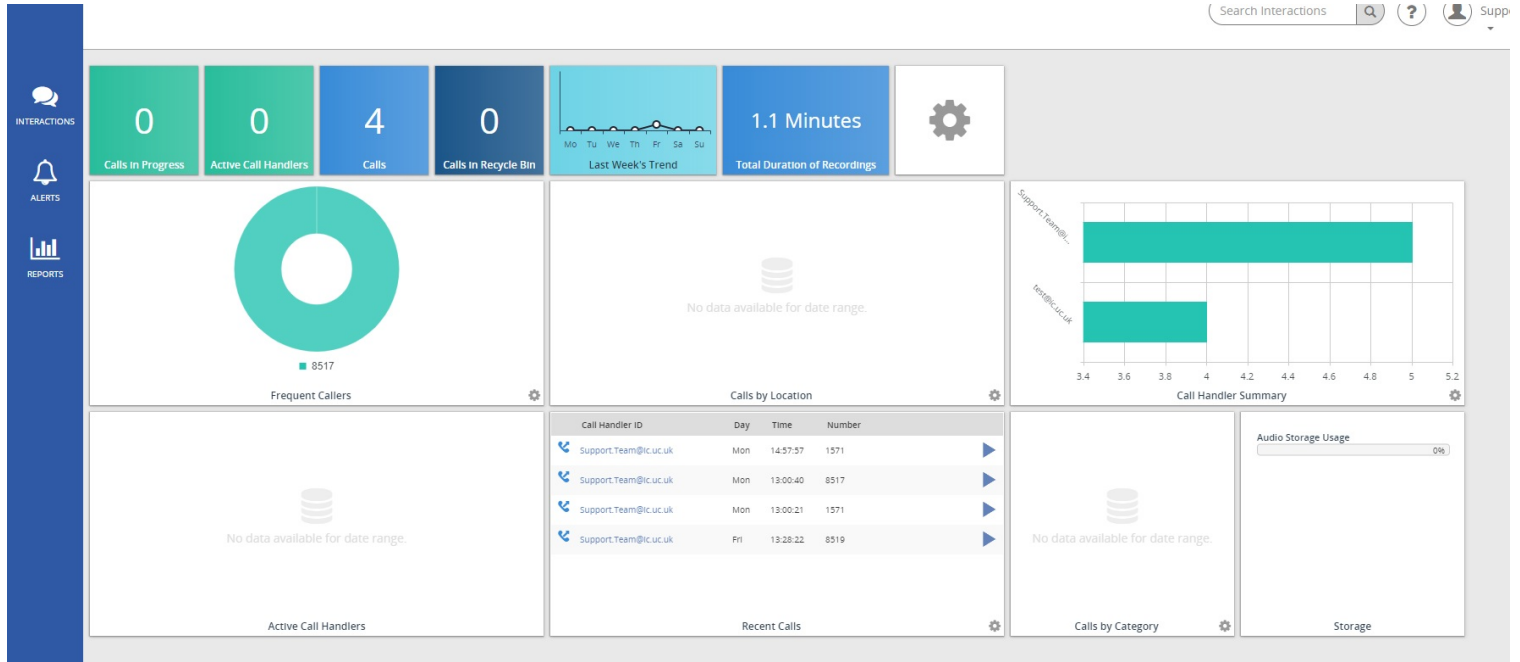 Search Interactions
?
INTERACTIONS
ALERTS
REPORTS
0
Calls in Progress
0
Active Call Handlers
4
Calls
0
Calls in Recycle Bin
Mo Tu We Th Fr Sa Su
Last Week's Trend
1.1 Minutes
Total Duration of Recordings
8517
Frequent Callers
No data available for date range.
Calls by Location
Support.Team@i...
test@ic.uc.uk
3.4 3.6 3.8 4 4.2 4.4 4.6 4.8 5 5.2
Call Handler Summary
No data available for date range.
Active Call Handlers
Call Handler ID Day Time Number
Support.Team@ic.uc.uk Mon 14:57:57 1571
Support.Team@ic.uc.uk Mon 13:00:40 8517
Support.Team@ic.uc.uk Mon 13:00:21 1571
Support.Team@ic.uc.uk Fri 13:28:22 8519
Recent Calls
No data available for date range.
Calls by Category
Audio Storage Usage
0%
Storage